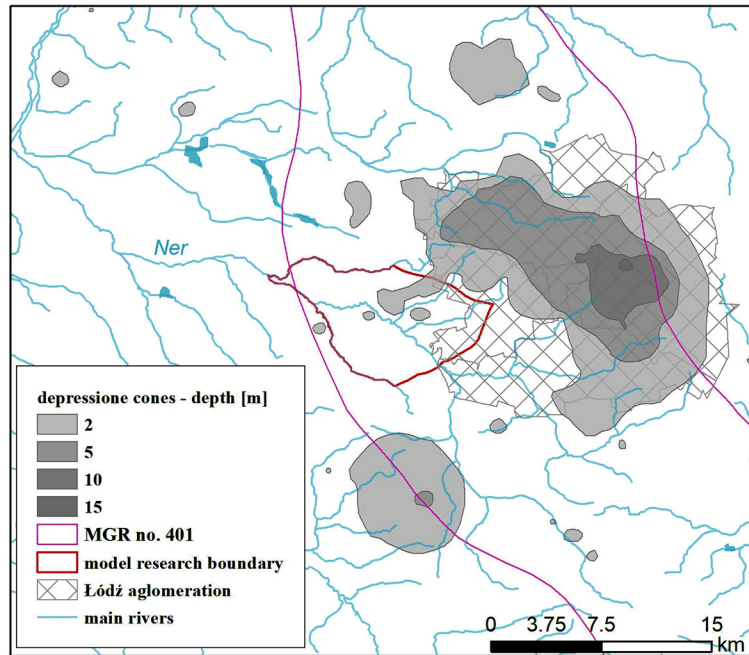 Ner
depressione cones - depth [m]
2
5
10
15
MGR no. 401
model research boundary
Łódź aglomeration
main rivers
0 3.75 7.5 15
km